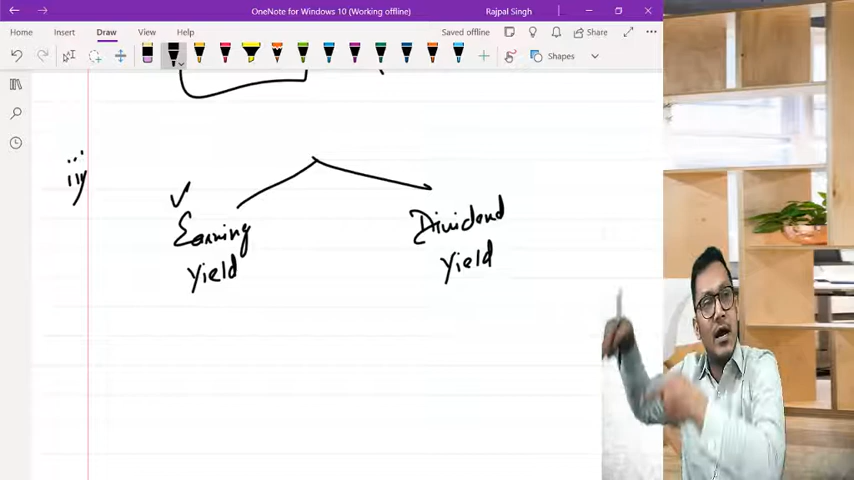 OneNote for Windows 10 (Working offline)
Rajpal Singh
Home Insert Draw View Help
Saved offline
Share
Shapes
iii)
Earning
yield
Dividend
yield